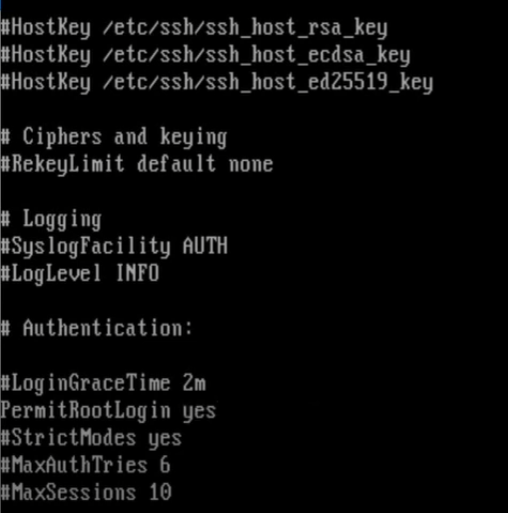 #HostKey /etc/ssh/ssh_host_rsa_key
#HostKey /etc/ssh/ssh_host_ecdsa_key
#HostKey /etc/ssh/ssh_host_ed25519_key
# Ciphers and keying
#RekeyLimit default none
# Logging
#SyslogFacility AUTH
#LogLevel INFO
# Authentication:
#LoginGraceTime 2m
PermitRootLogin yes
#StrictModes yes
#MaxAuthTries 6
#MaxSessions 10